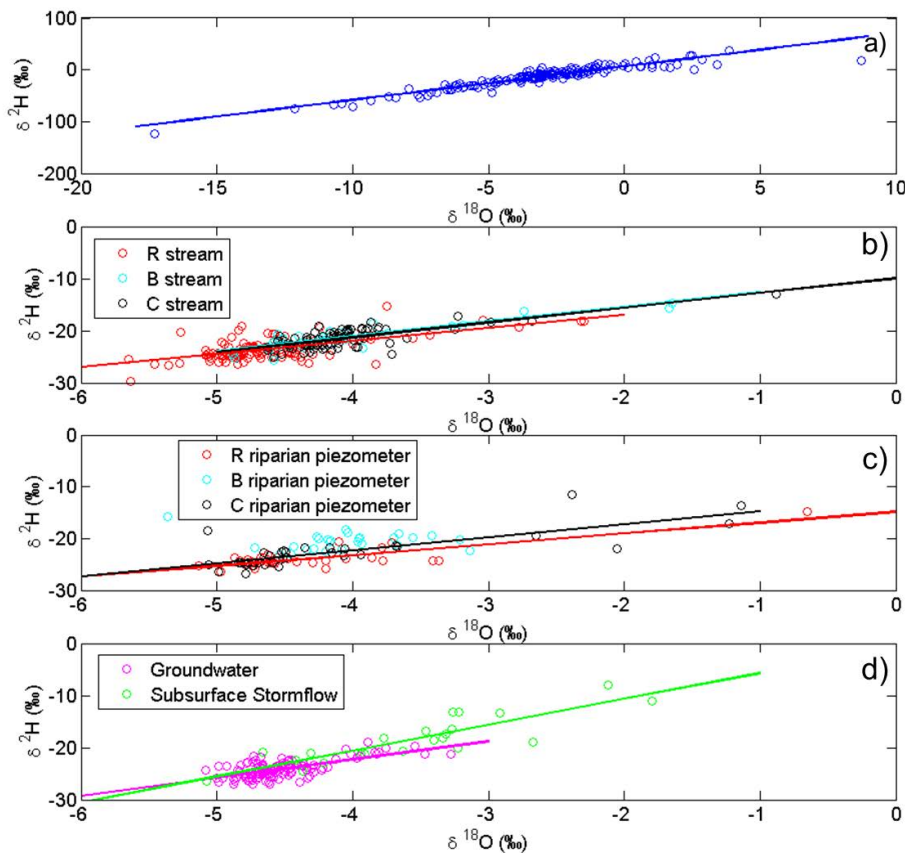 100
0
-100
-200
δ ²H (‰)
a)
-20 -15 -10 -5 0 5 10
δ ¹⁸O (‰)
0
-10
-20
-30
δ ²H (‰)
R stream
B stream
C stream
b)
-6 -5 -4 -3 -2 -1 0
δ ¹⁸O (‰)
0
-10
-20
-30
δ ²H (‰)
R riparian piezometer
B riparian piezometer
C riparian piezometer
c)
-6 -5 -4 -3 -2 -1 0
δ ¹⁸O (‰)
0
-10
-20
-30
δ ²H (‰)
Groundwater
Subsurface Stormflow
d)
-6 -5 -4 -3 -2 -1 0
δ ¹⁸O (‰)